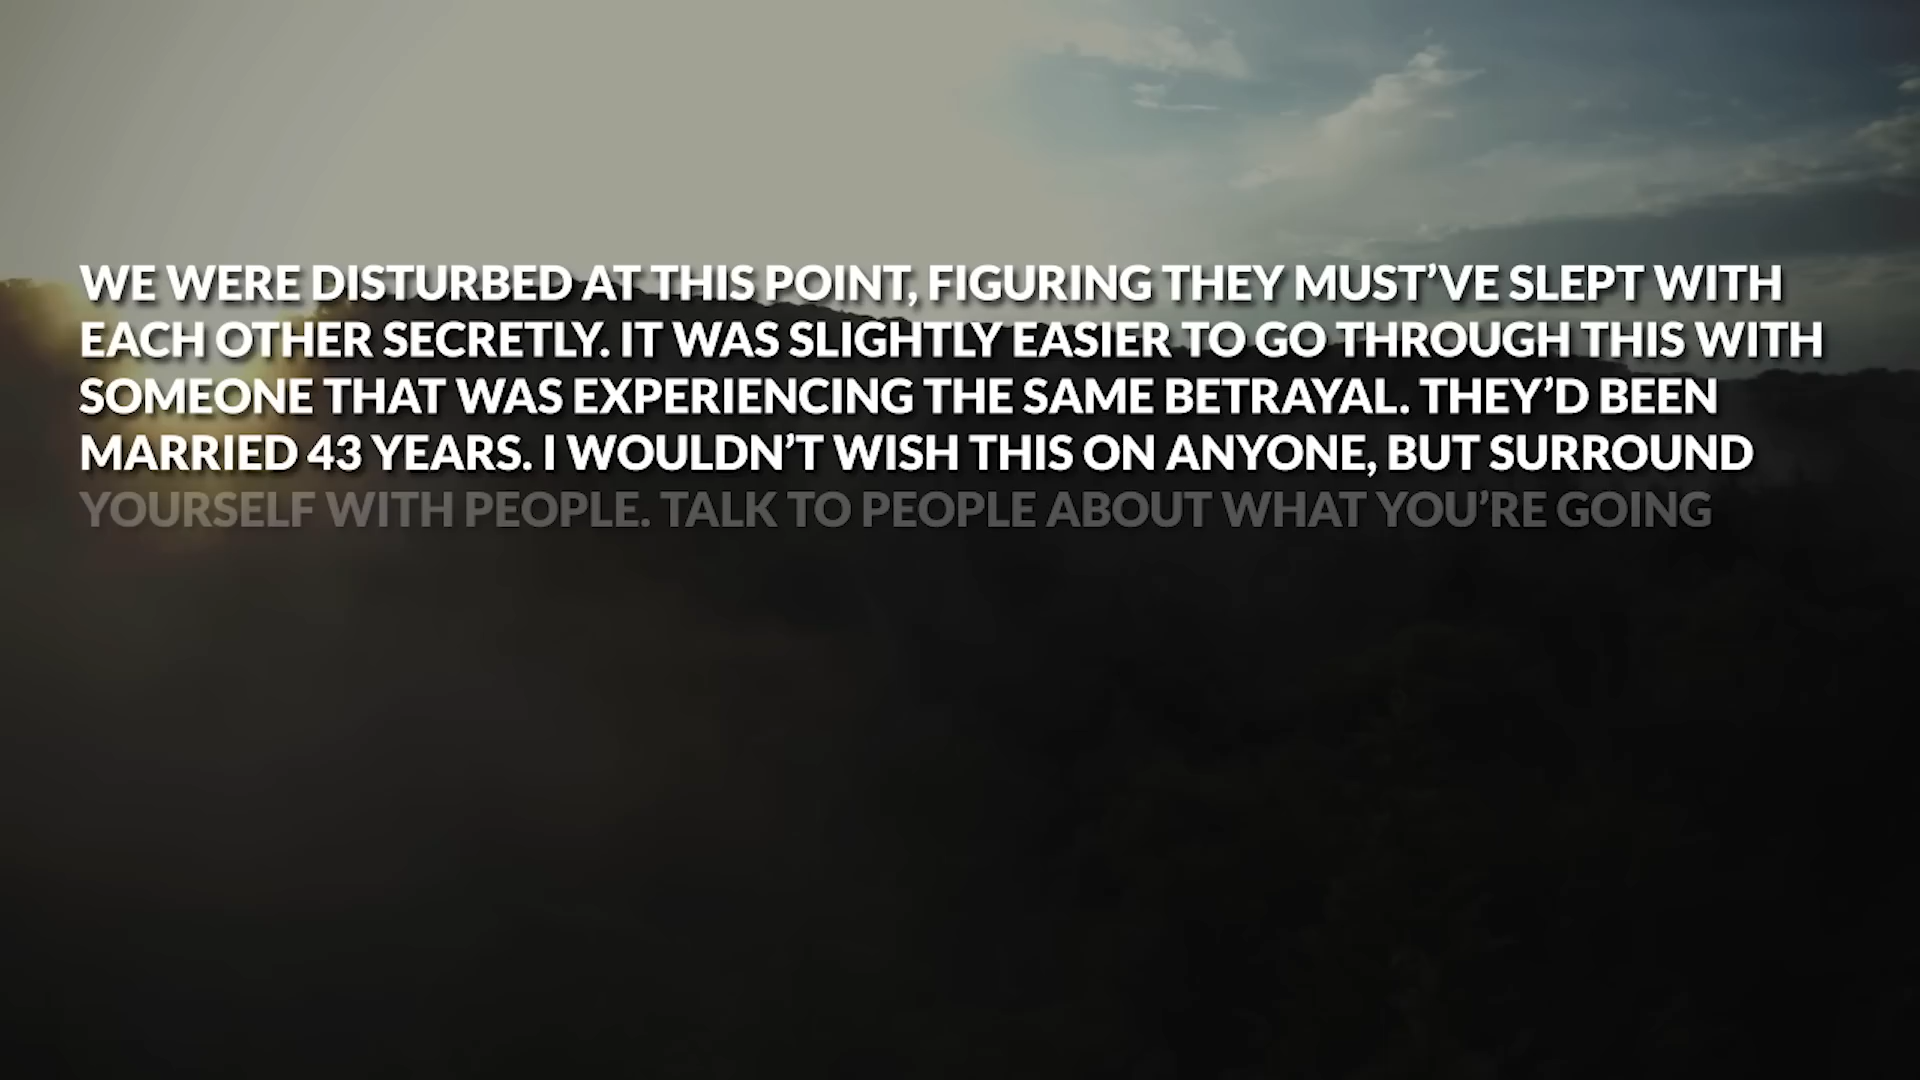 WE WERE DISTURBED AT THIS POINT, FIGURING THEY MUST’VE SLEPT WITH
EACH OTHER SECRETLY. IT WAS SLIGHTLY EASIER TO GO THROUGH THIS WITH
SOMEONE THAT WAS EXPERIENCING THE SAME BETRAYAL. THEY’D BEEN
MARRIED 43 YEARS. I WOULDN’T WISH THIS ON ANYONE, BUT SURROUND
YOURSELF WITH PEOPLE. TALK TO PEOPLE ABOUT WHAT YOU’RE GOING